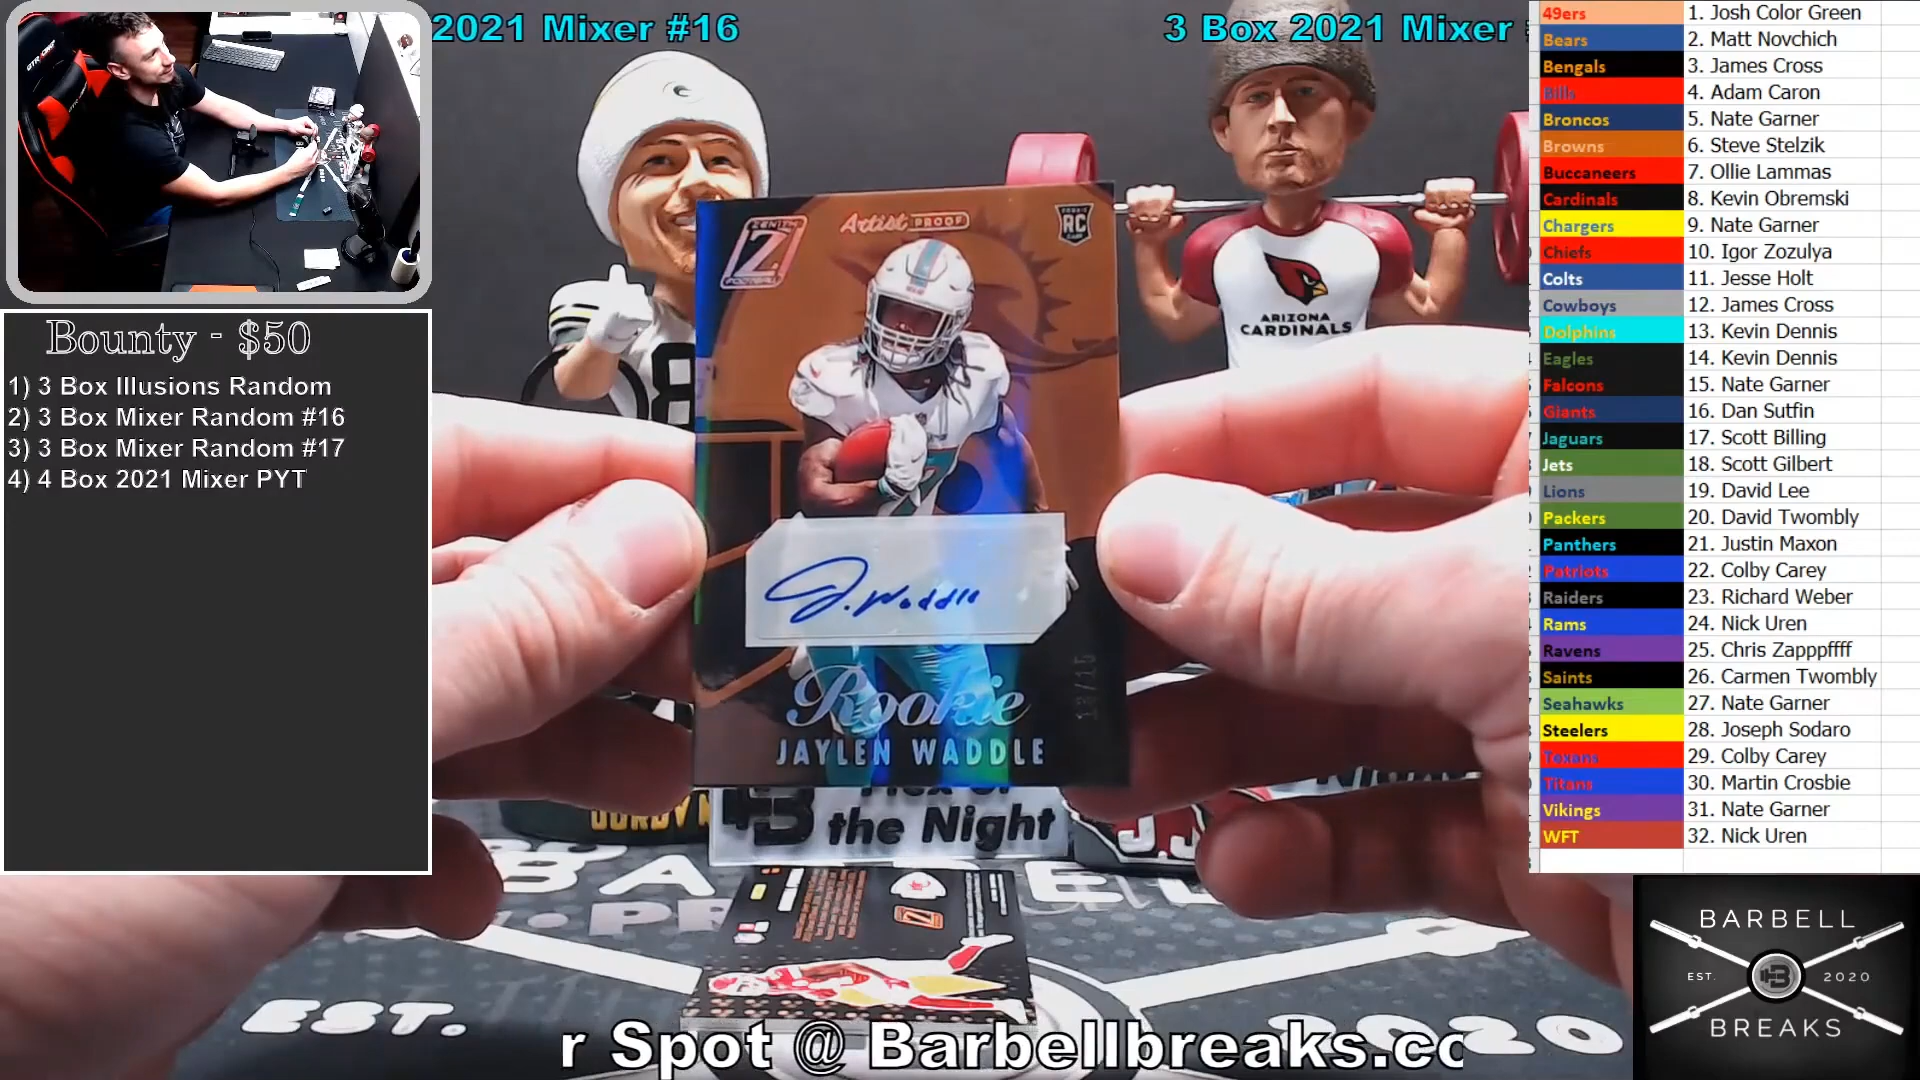 2021 Mixer #16
3 Box 2021 Mixer
Bounty - $50
1) 3 Box Illusions Random
2) 3 Box Mixer Random #16
3) 3 Box Mixer Random #17
4) 4 Box 2021 Mixer PYT
ZENITH
Z
FOOTBALL
Artist PROOF
RC
J. Waddle
Rookie
JAYLEN WADDLE
ARIZONA
CARDINALS
the Night
EST.
2020
r Spot @ Barbellbreaks.co
49ers 1. Josh Color Green
Bears 2. Matt Novchich
Bengals 3. James Cross
Bills 4. Adam Caron
Broncos 5. Nate Garner
Browns 6. Steve Stelzik
Buccaneers 7. Ollie Lammas
Cardinals 8. Kevin Obremski
Chargers 9. Nate Garner
Chiefs 10. Igor Zozulya
Colts 11. Jesse Holt
Cowboys 12. James Cross
Dolphins 13. Kevin Dennis
Eagles 14. Kevin Dennis
Falcons 15. Nate Garner
Giants 16. Dan Sutfin
Jaguars 17. Scott Billing
Jets 18. Scott Gilbert
Lions 19. David Lee
Packers 20. David Twombly
Panthers 21. Justin Maxon
Patriots 22. Colby Carey
Raiders 23. Richard Weber
Rams 24. Nick Uren
Ravens 25. Chris Zapppffff
Saints 26. Carmen Twombly
Seahawks 27. Nate Garner
Steelers 28. Joseph Sodaro
Texans 29. Colby Carey
Titans 30. Martin Crosbie
Vikings 31. Nate Garner
WFT 32. Nick Uren
BARBELL
EST. 2020
BREAKS